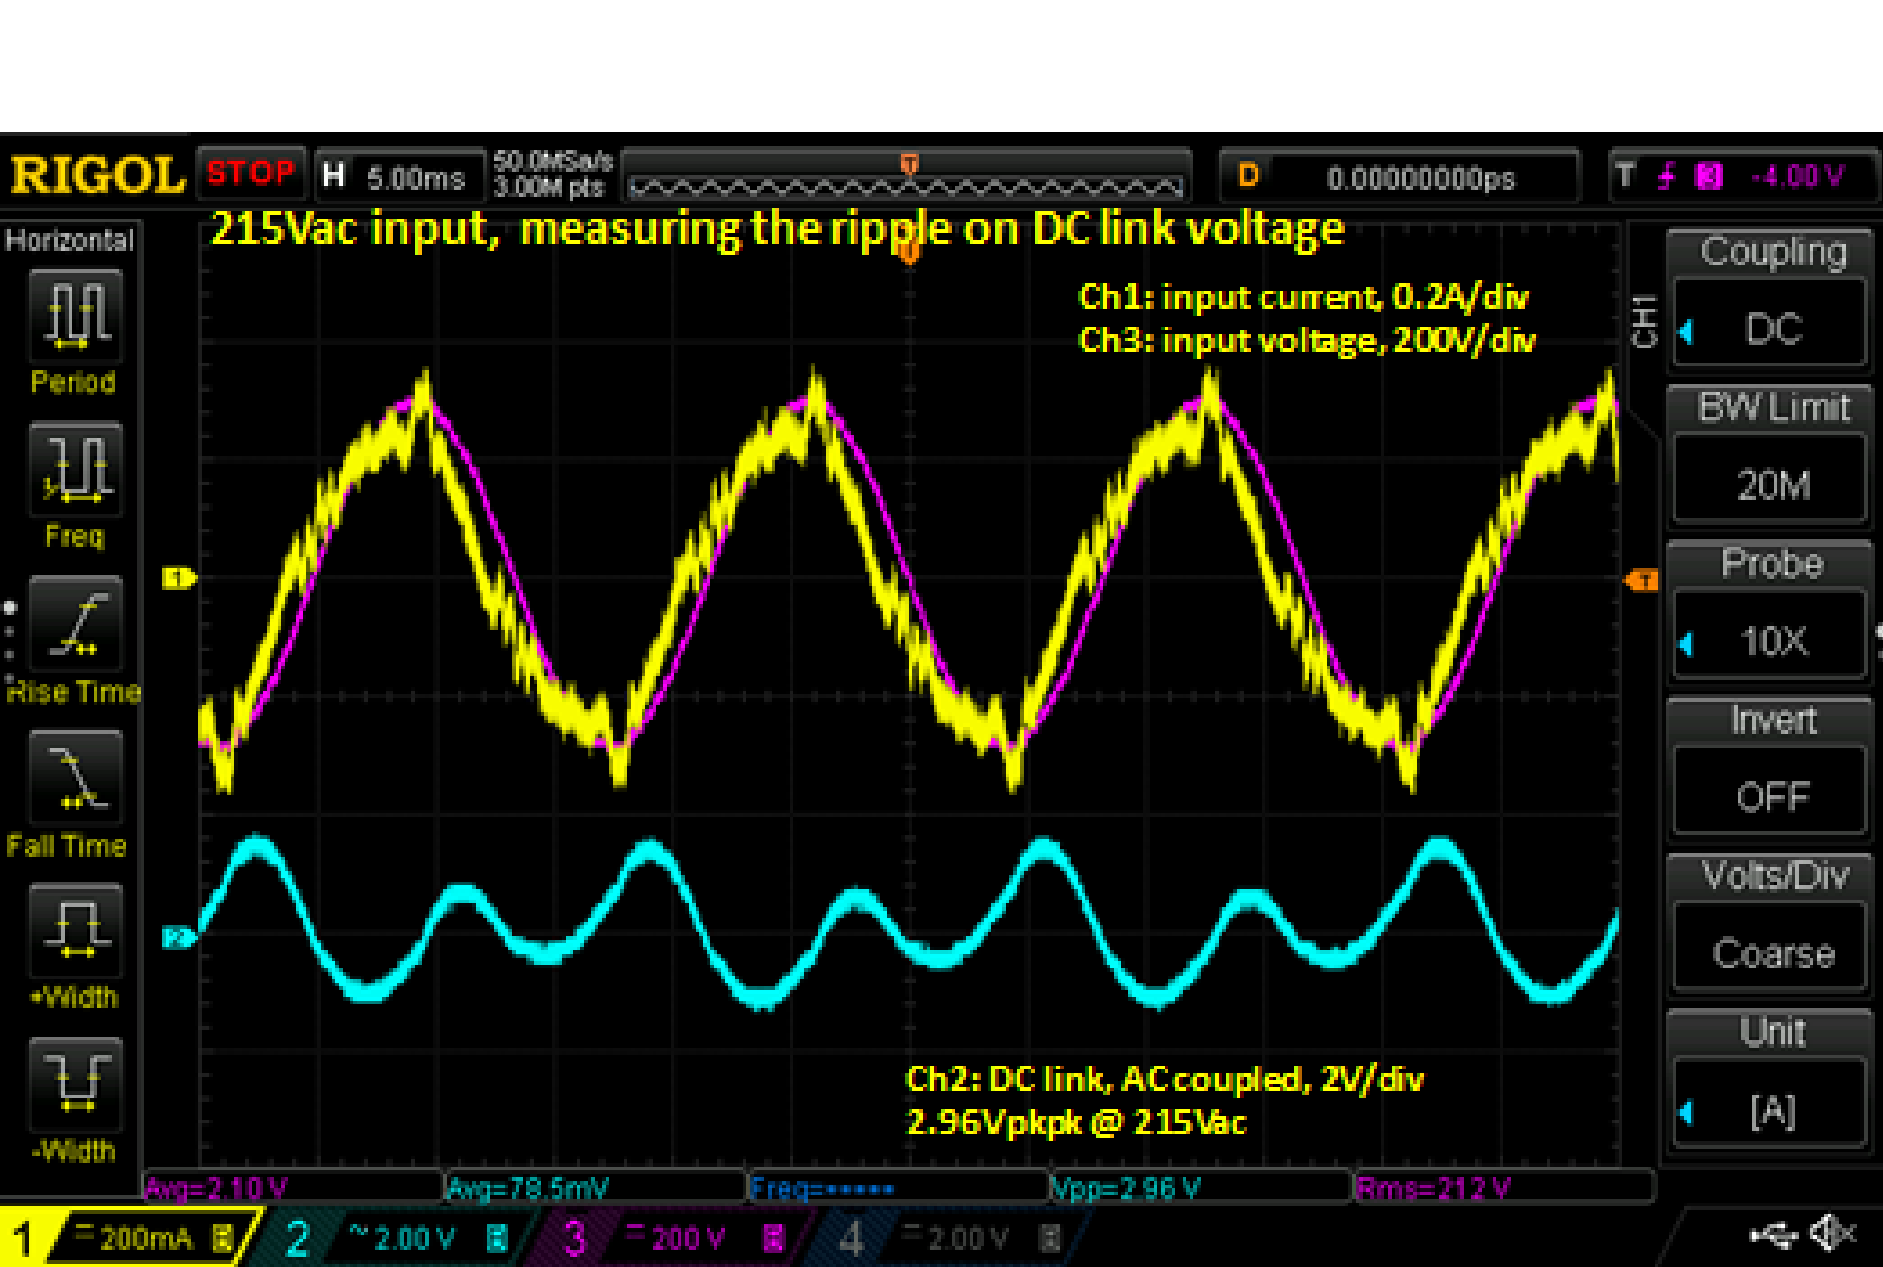 RIGOL STOP H 5.00ms 50.0MSa/s D 0.00000000ps T 3 -4.00 V
3.00M pts
T
215Vac input, measuring the ripple on DC link voltage
Horizontal
Period
Freq
Rise Time
Fall Time
+Width
-Width
Ch1: input current, 0.2A/div
Ch3: input voltage, 200V/div
1
2
T
Ch2: DC link, AC coupled, 2V/div
2.96Vpkpk @ 215Vac
CH1
Coupling
DC
BW Limit
20M
Probe
10X
Invert
OFF
Volts/Div
Coarse
Unit
[A]
Avg=2.10 V Avg=78.5mV Freq=***** Vpp=2.96 V Rms=212 V
1 200mA 2 ~ 2.00 V 3 200 V 4 2.00 V